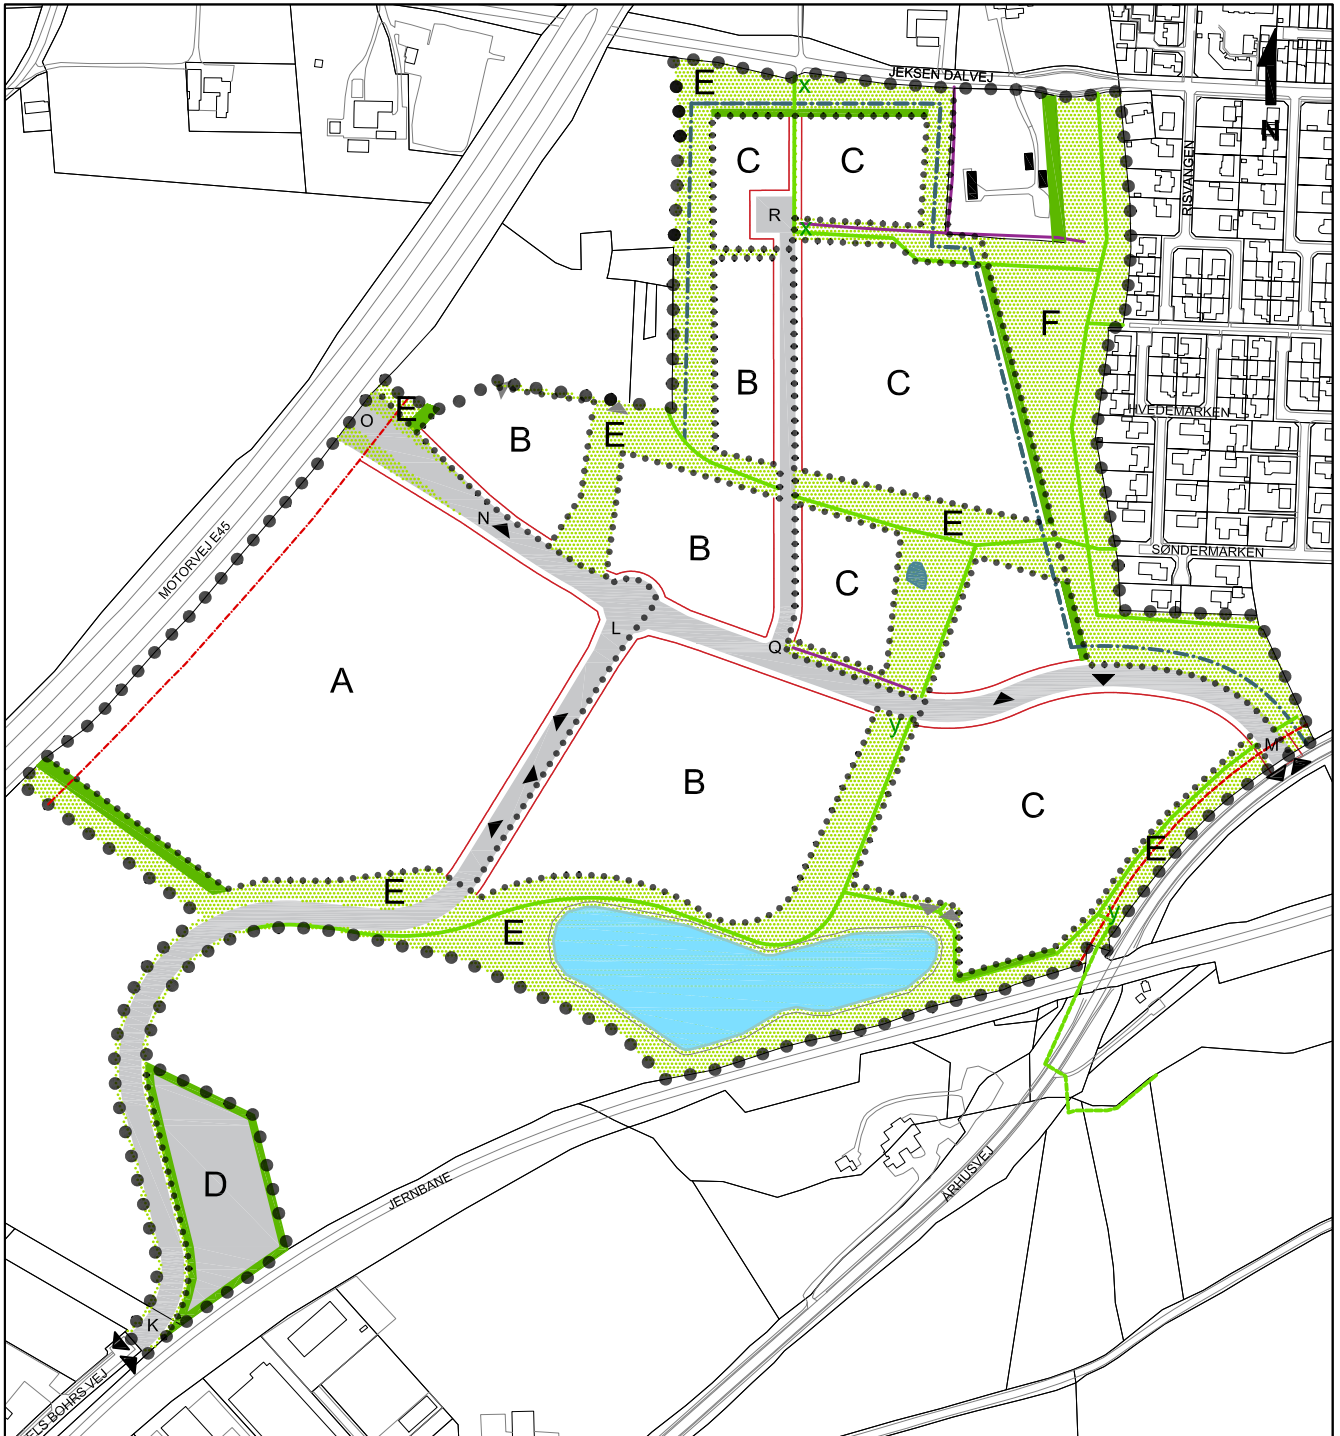 E
x
JEKSEN DALVEJ
N
C
C
RISVANGEN
R
x
F
B
C
HVEDEMARKEN
E
O
B
E
N
E
MOTORVEJ E45
B
SØNDERMARKEN
C
L
Q
A
y
M
B
C
E
E
y
E
D
JERNBANE
ÅRHUSVEJ
K
ELS BOHRS VEJ